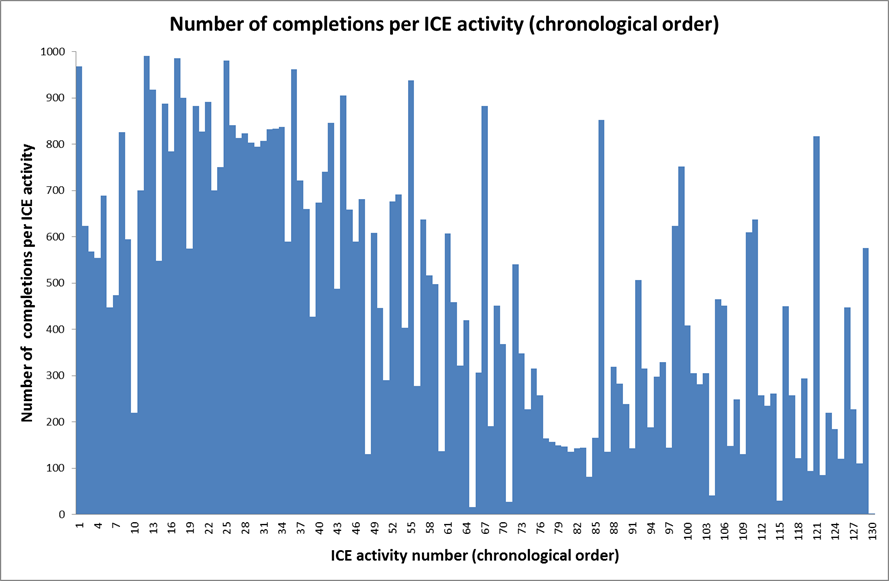 Number of completions per ICE activity (chronological order)
Number of  completions per ICE activity
1000
900
800
700
600
500
400
300
200
100
0
1 4 7 10 13 16 19 22 25 28 31 34 37 40 43 46 49 52 55 58 61 64 67 70 73 76 79 82 85 88 91 94 97 100 103 106 109 112 115 118 121 124 127 130
ICE activity number (chronological order)